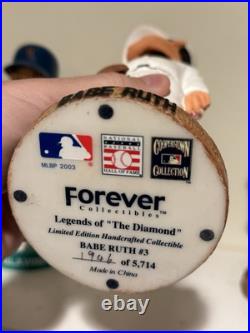 BABE RUTH
MLBP 2003
NATIONAL
BASEBALL
HALL OF FAME
COOPERSTOWN
COLLECTION
Forever
Collectibles™
Legends of "The Diamond"
Limited Edition Handcrafted Collectible
BABE RUTH #3
1946 of 5,714
Made in China